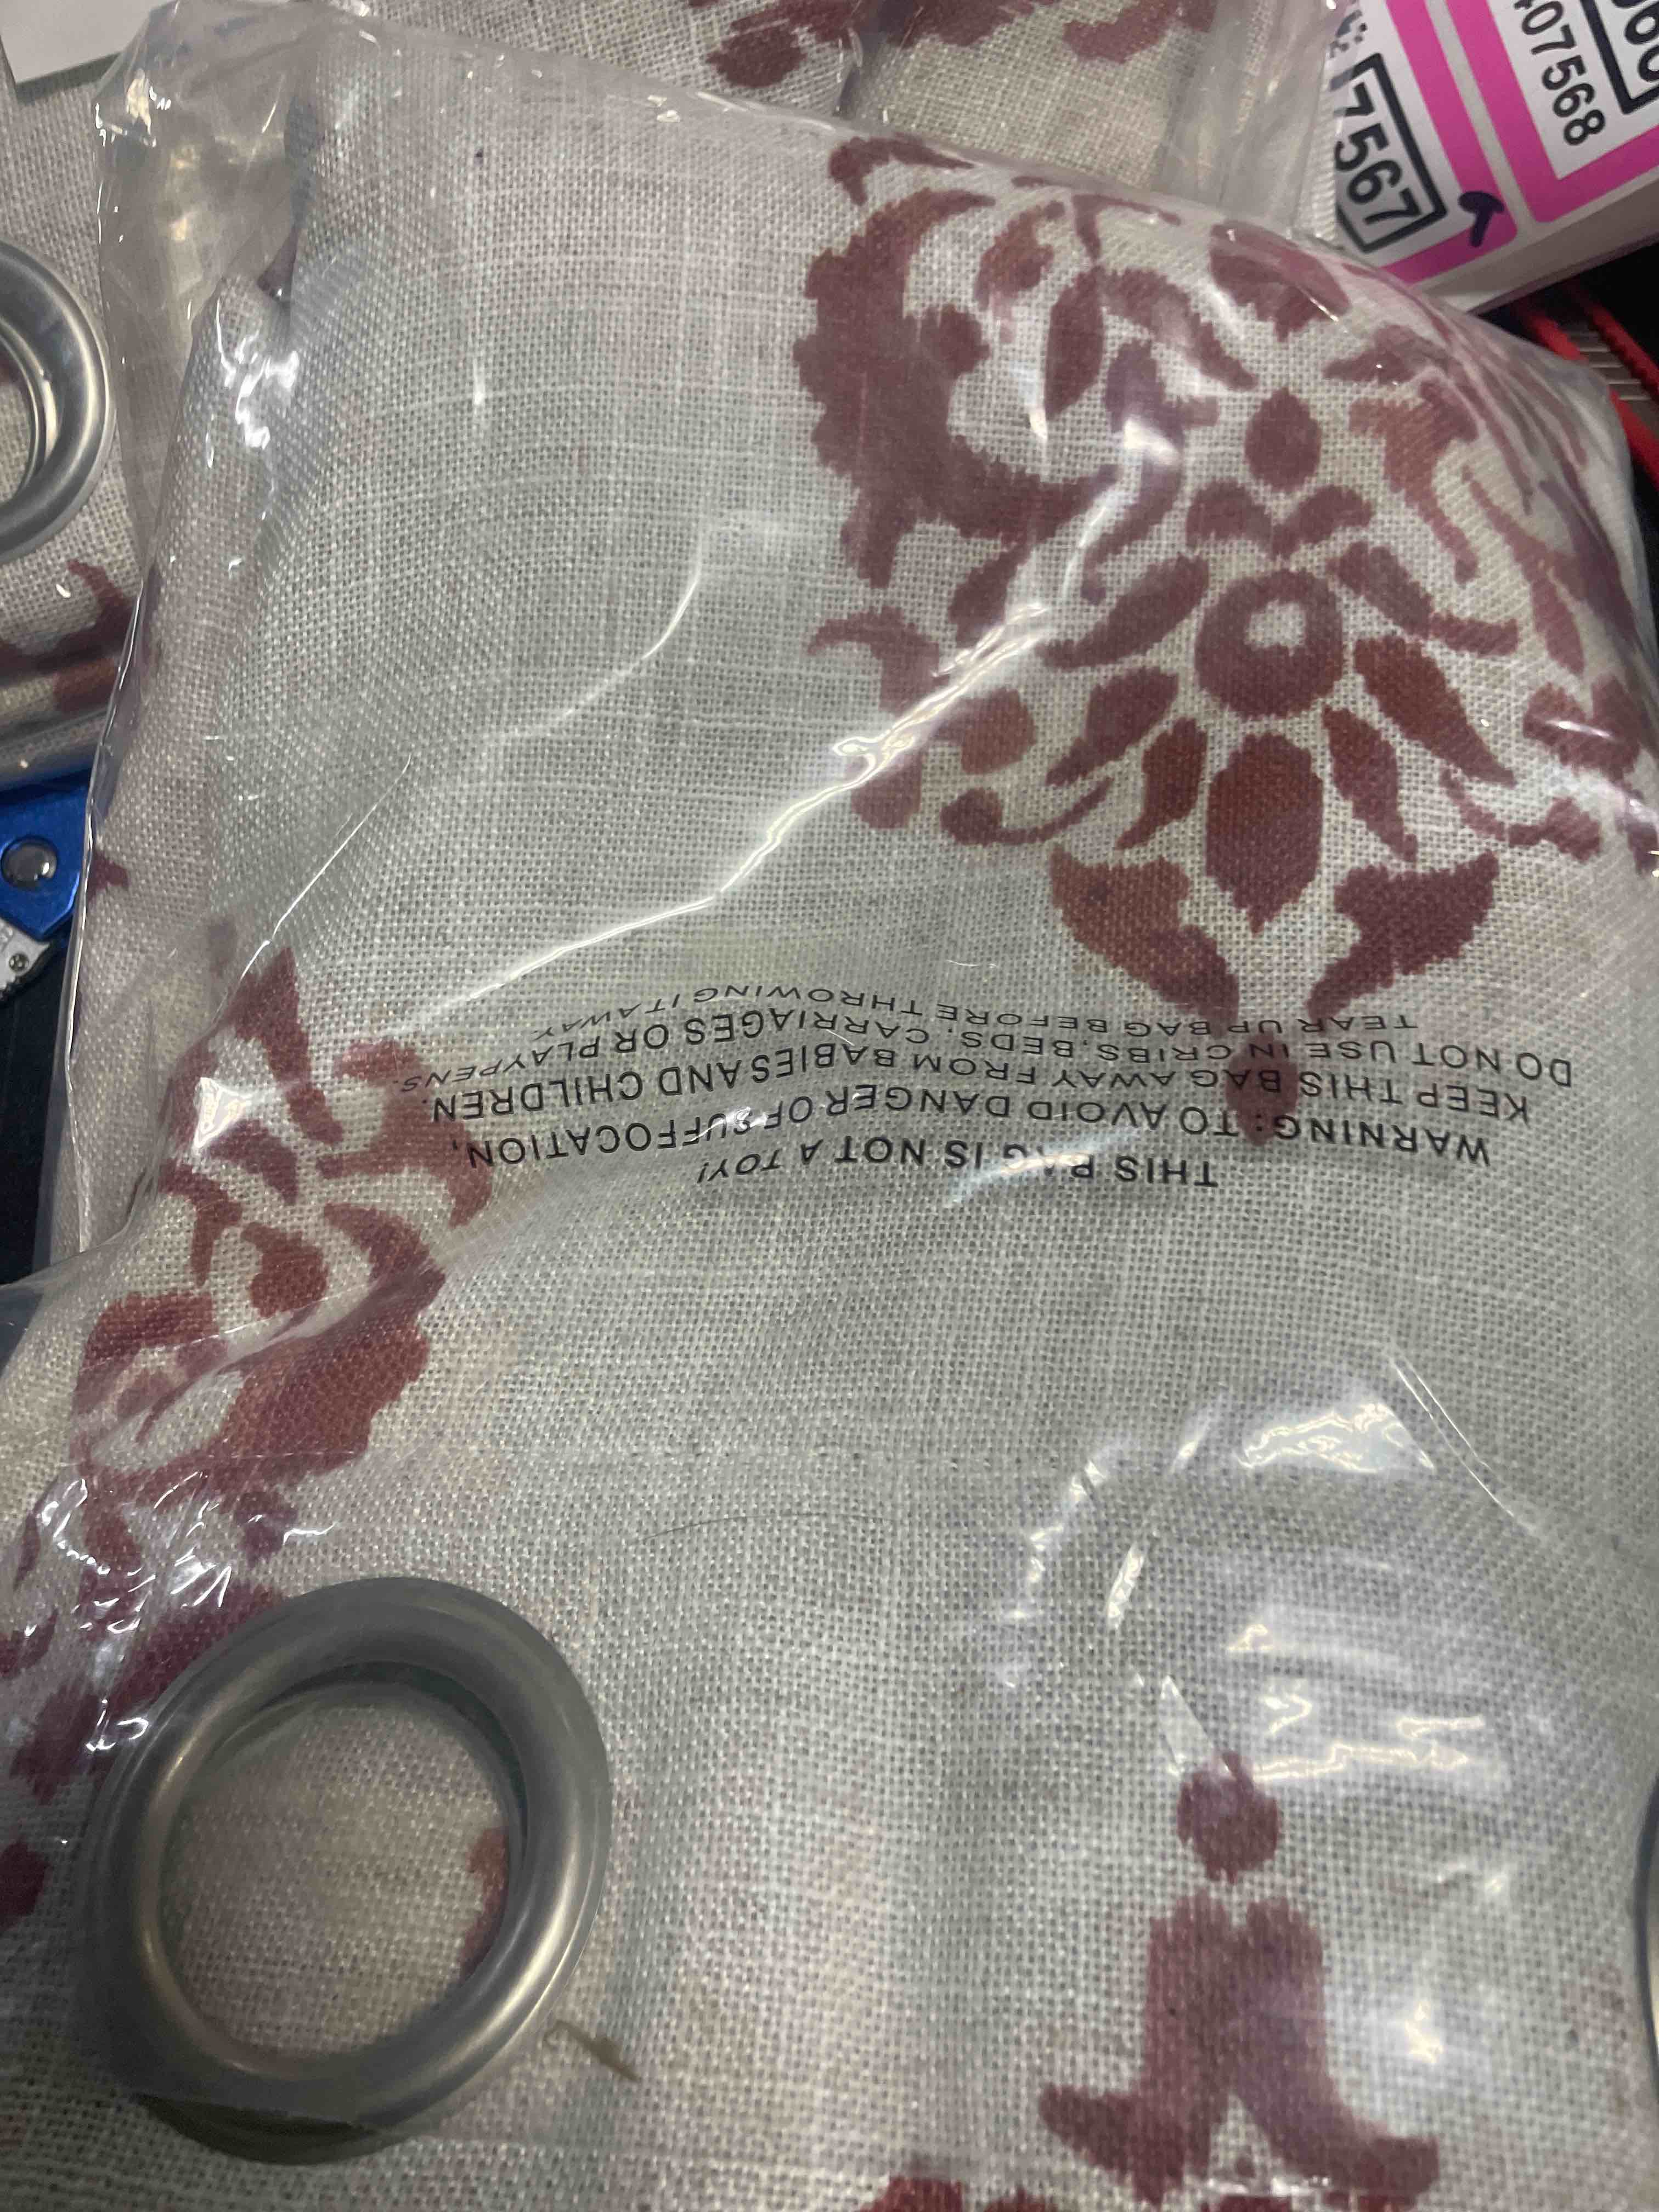 17567
407568
T
THIS BAG IS NOT A TOY!
WARNING: TO AVOID DANGER OF SUFFOCATION,
KEEP THIS BAG AWAY FROM BABIES AND CHILDREN.
DO NOT USE IN CRIBS. BEDS. CARRIAGES OR PLAYPENS.
TEAR UP BAG BEFORE THROWING IT AWAY.